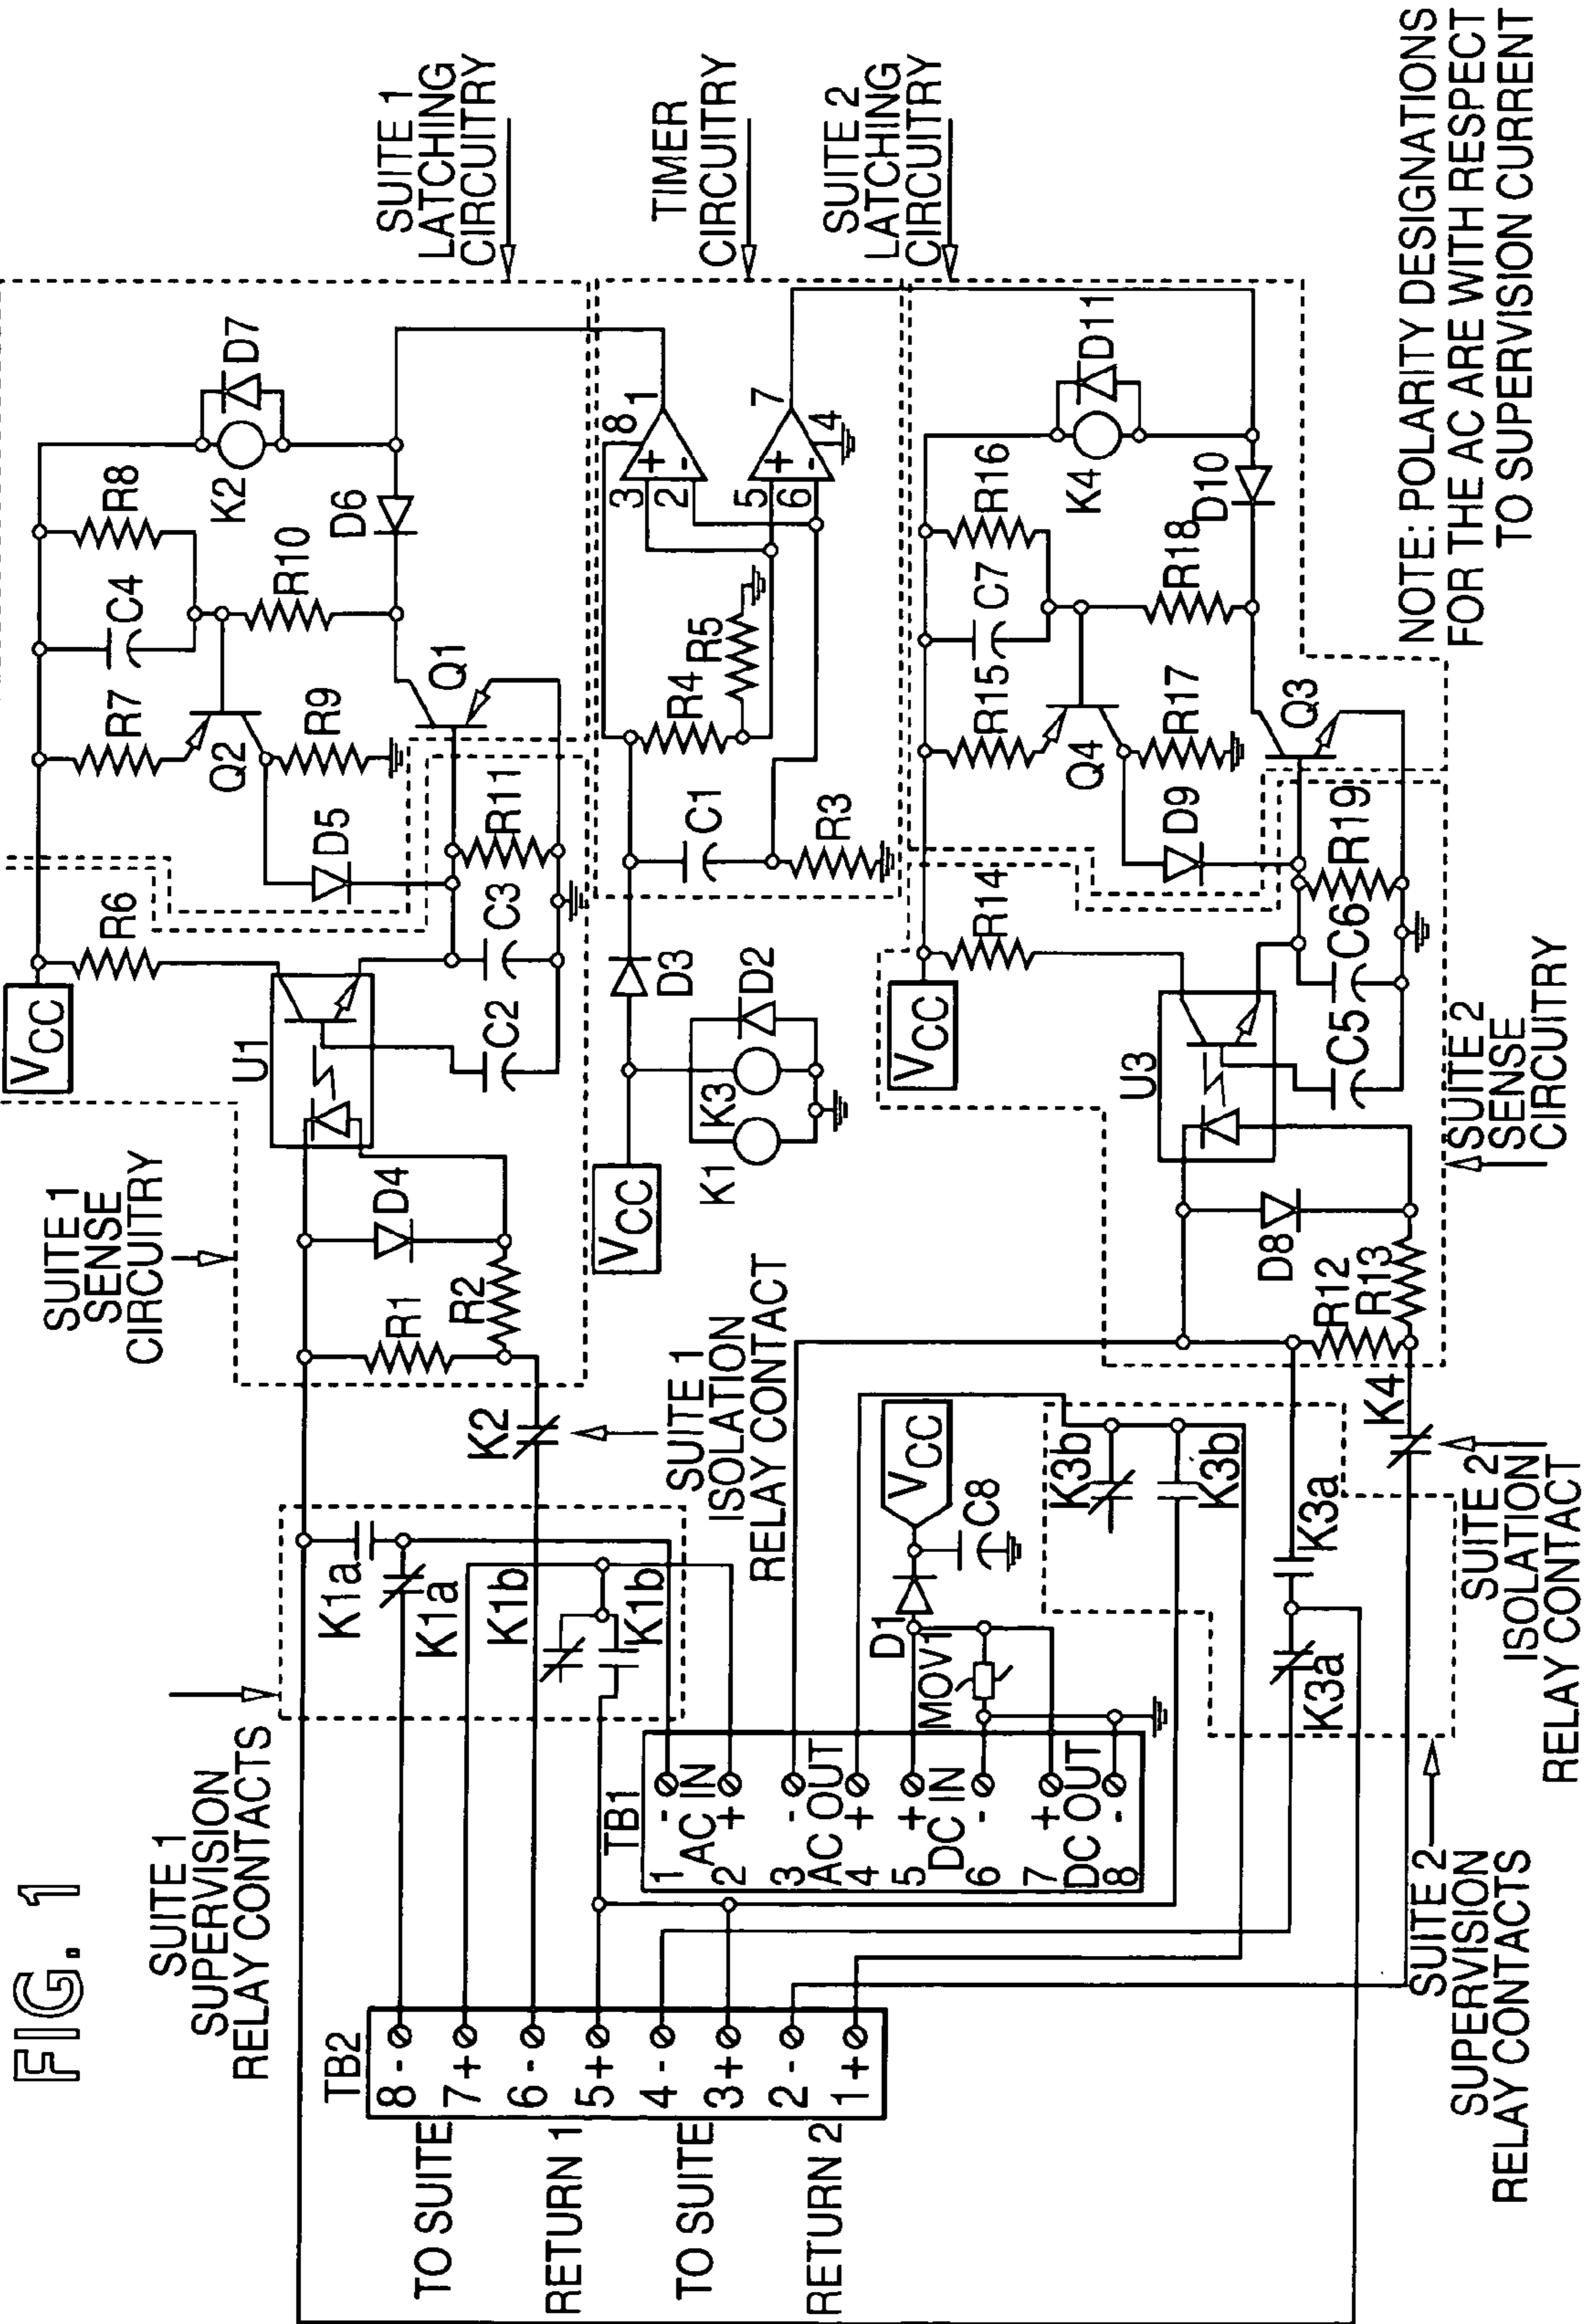 FIG. 1
SUITE 1
SUPERVISION
RELAY CONTACTS
SUITE 1
SENSE
CIRCUITRY
SUITE 1
LATCHING
CIRCUITRY
TIMER
CIRCUITRY
SUITE 2
LATCHING
CIRCUITRY
TB2
8 -
7 +
6 -
5 +
4 -
3 +
2 -
1 +
TO SUITE
RETURN 1
TO SUITE
RETURN 2
K1a
K1a
K1b
K1b
K2
SUITE 1
ISOLATION
RELAY CONTACT
R1
R2
D4
U1
VCC
R6
C2
C3
R11
D5
R7
Q2
R9
C4
R8
R10
Q1
D6
K2
D7
VCC
K1
K3
D2
D3
C1
R3
R4
R5
3
2
8
1
+
-
5
6
7
4
+
-
TB1
1 -
AC IN
2 +
3 -
AC OUT
4 +
5 +
DC IN
6 -
7 +
DC OUT
8 -
MOV1
D1
C8
VCC
K3b
K3b
K3a
K3a
K4
R12
R13
D8
U3
VCC
R14
C5
C6
R19
D9
R15
Q4
R17
C7
R16
R18
Q3
D10
K4
D11
SUITE 2
SUPERVISION
RELAY CONTACTS
SUITE 2
ISOLATION
RELAY CONTACT
SUITE 2
SENSE
CIRCUITRY
NOTE: POLARITY DESIGNATIONS
FOR THE AC ARE WITH RESPECT
TO SUPERVISION CURRENT